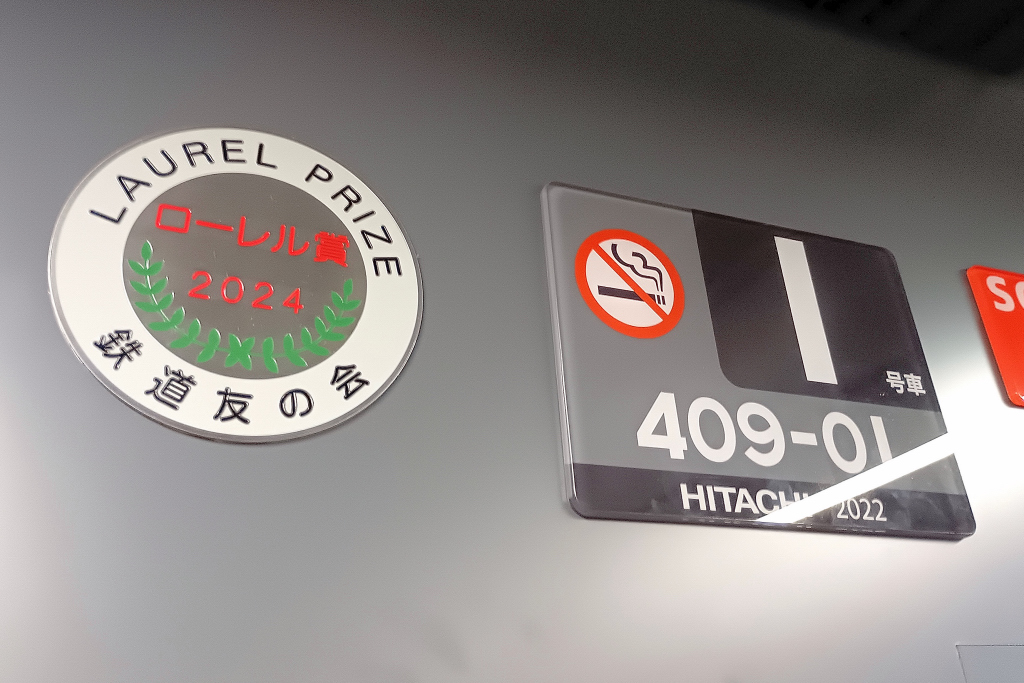 LAUREL PRIZE
ローレル賞
2024
鉄道友の会
1
号車
409-01
HITACHI 2022